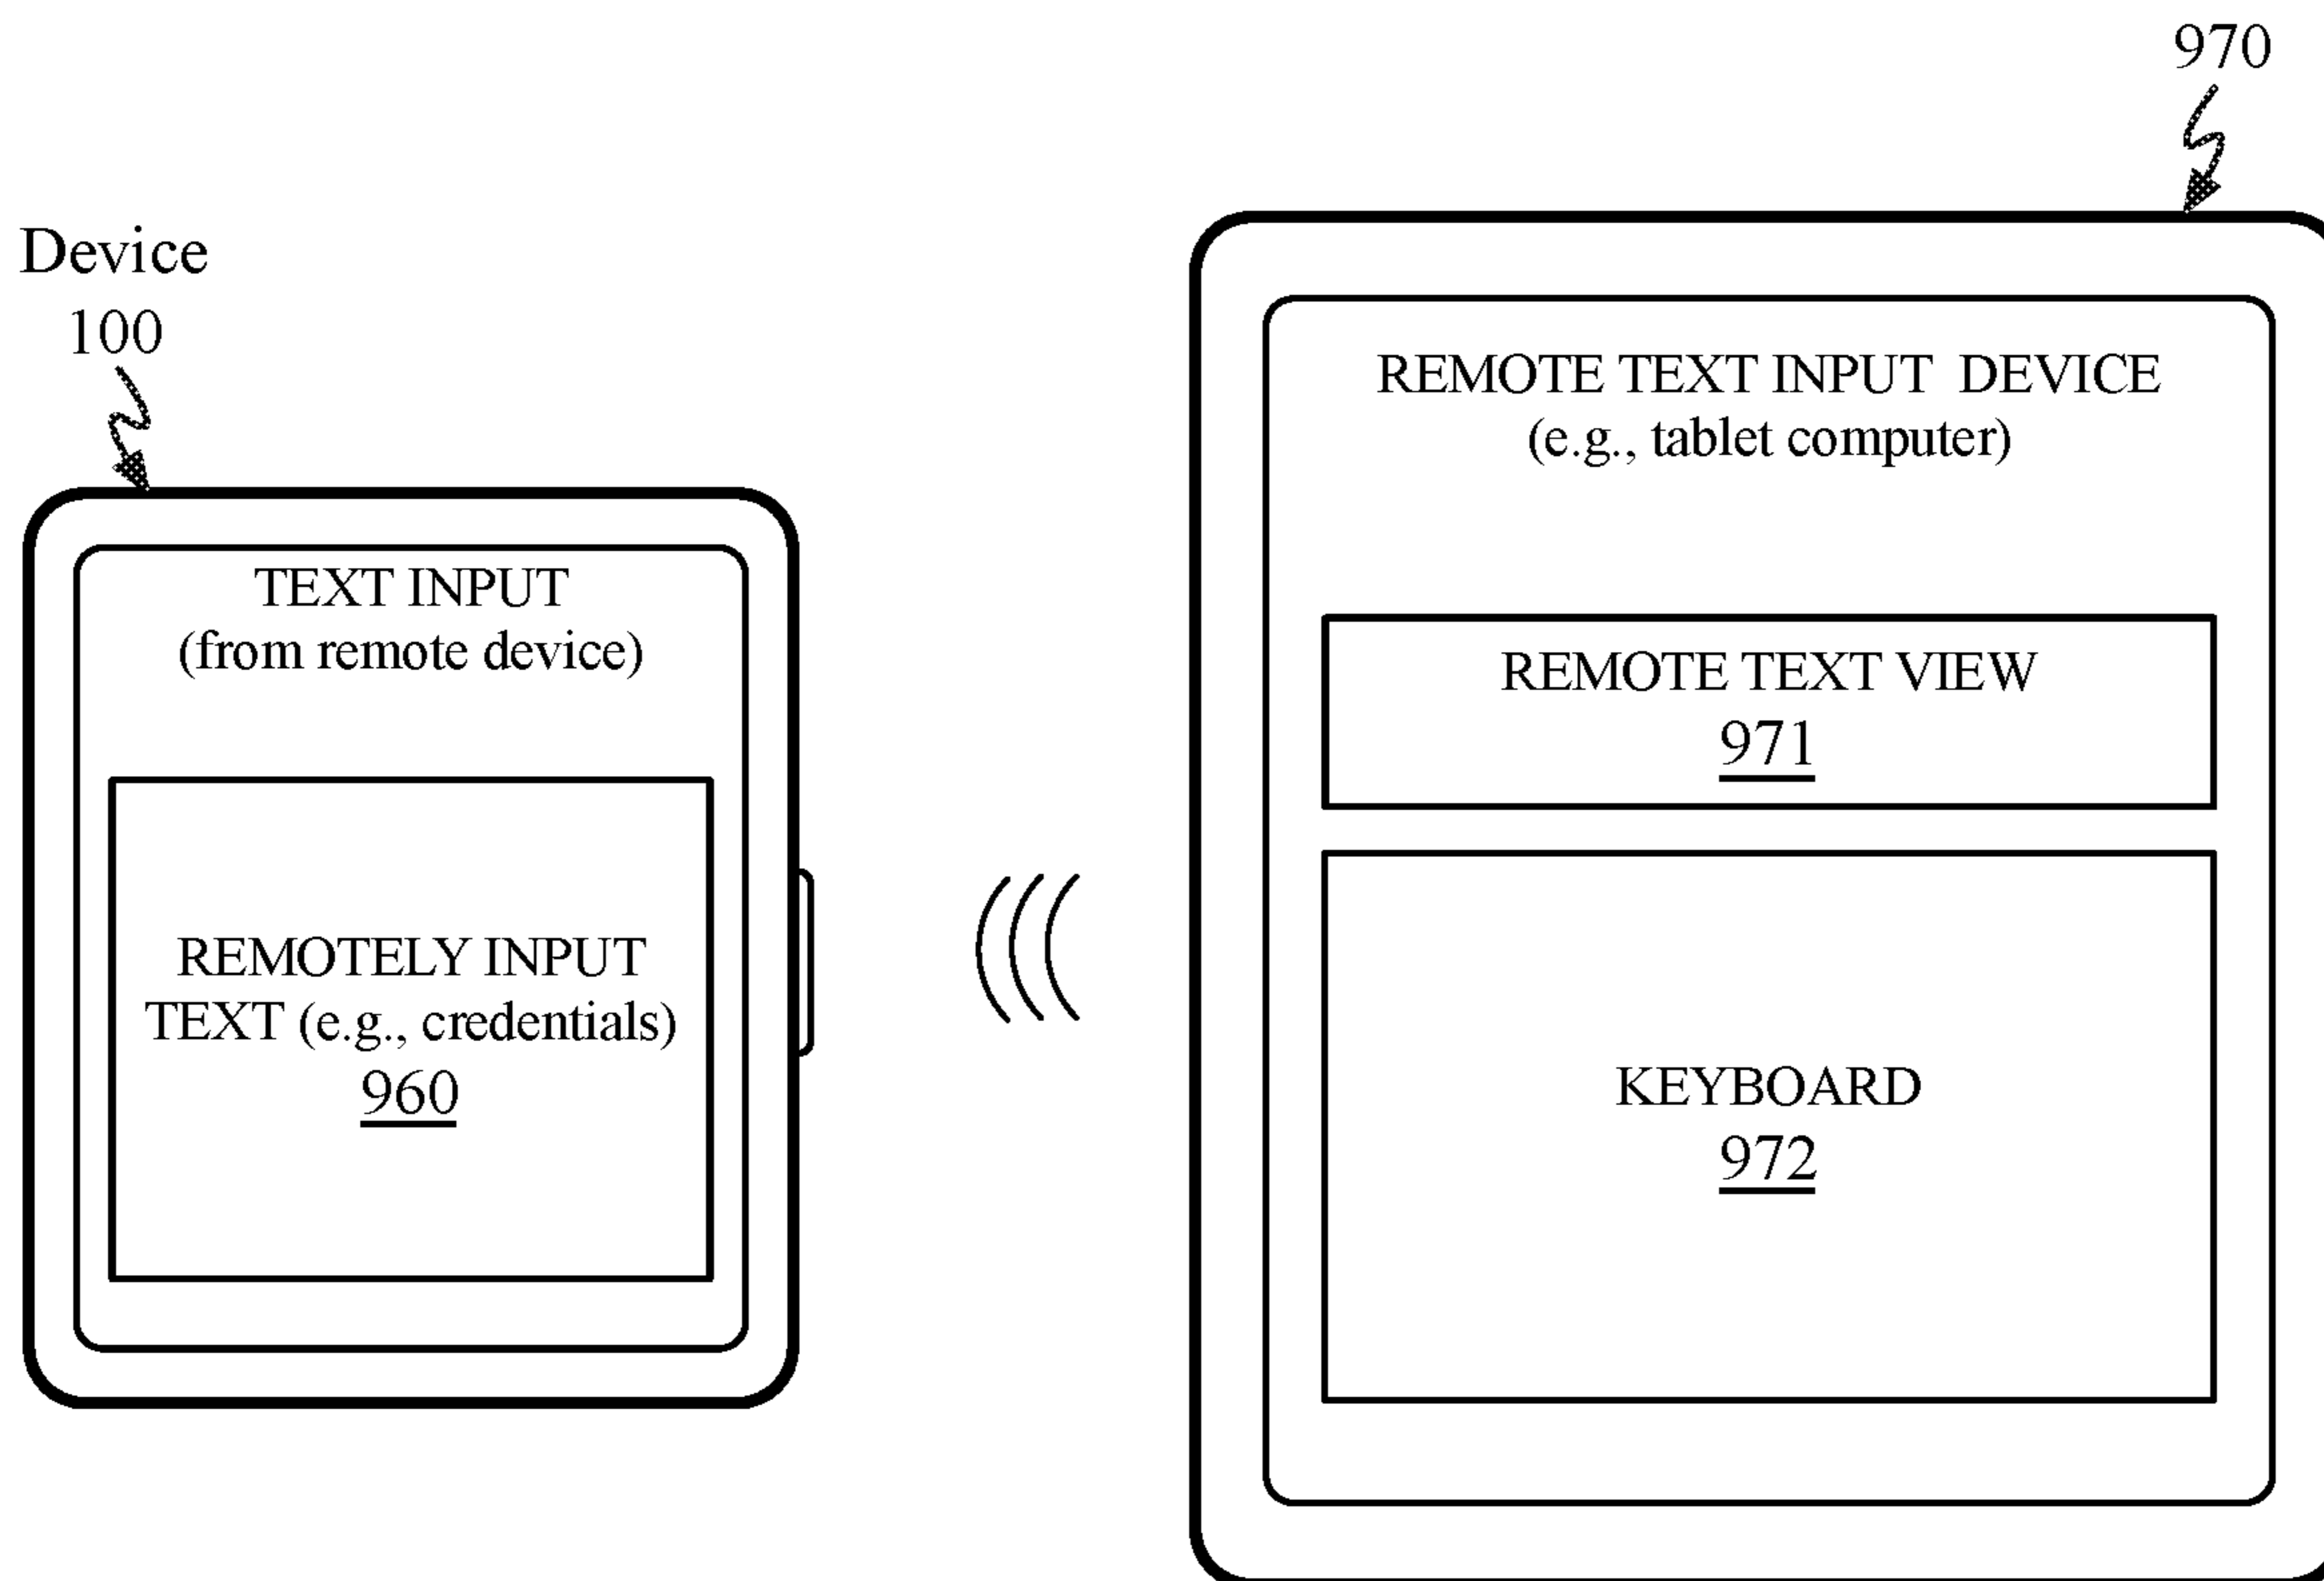 Device
100
TEXT INPUT
(from remote device)
REMOTELY INPUT
TEXT (e.g., credentials)
960
970
REMOTE TEXT INPUT DEVICE
(e.g., tablet computer)
REMOTE TEXT VIEW
971
KEYBOARD
972